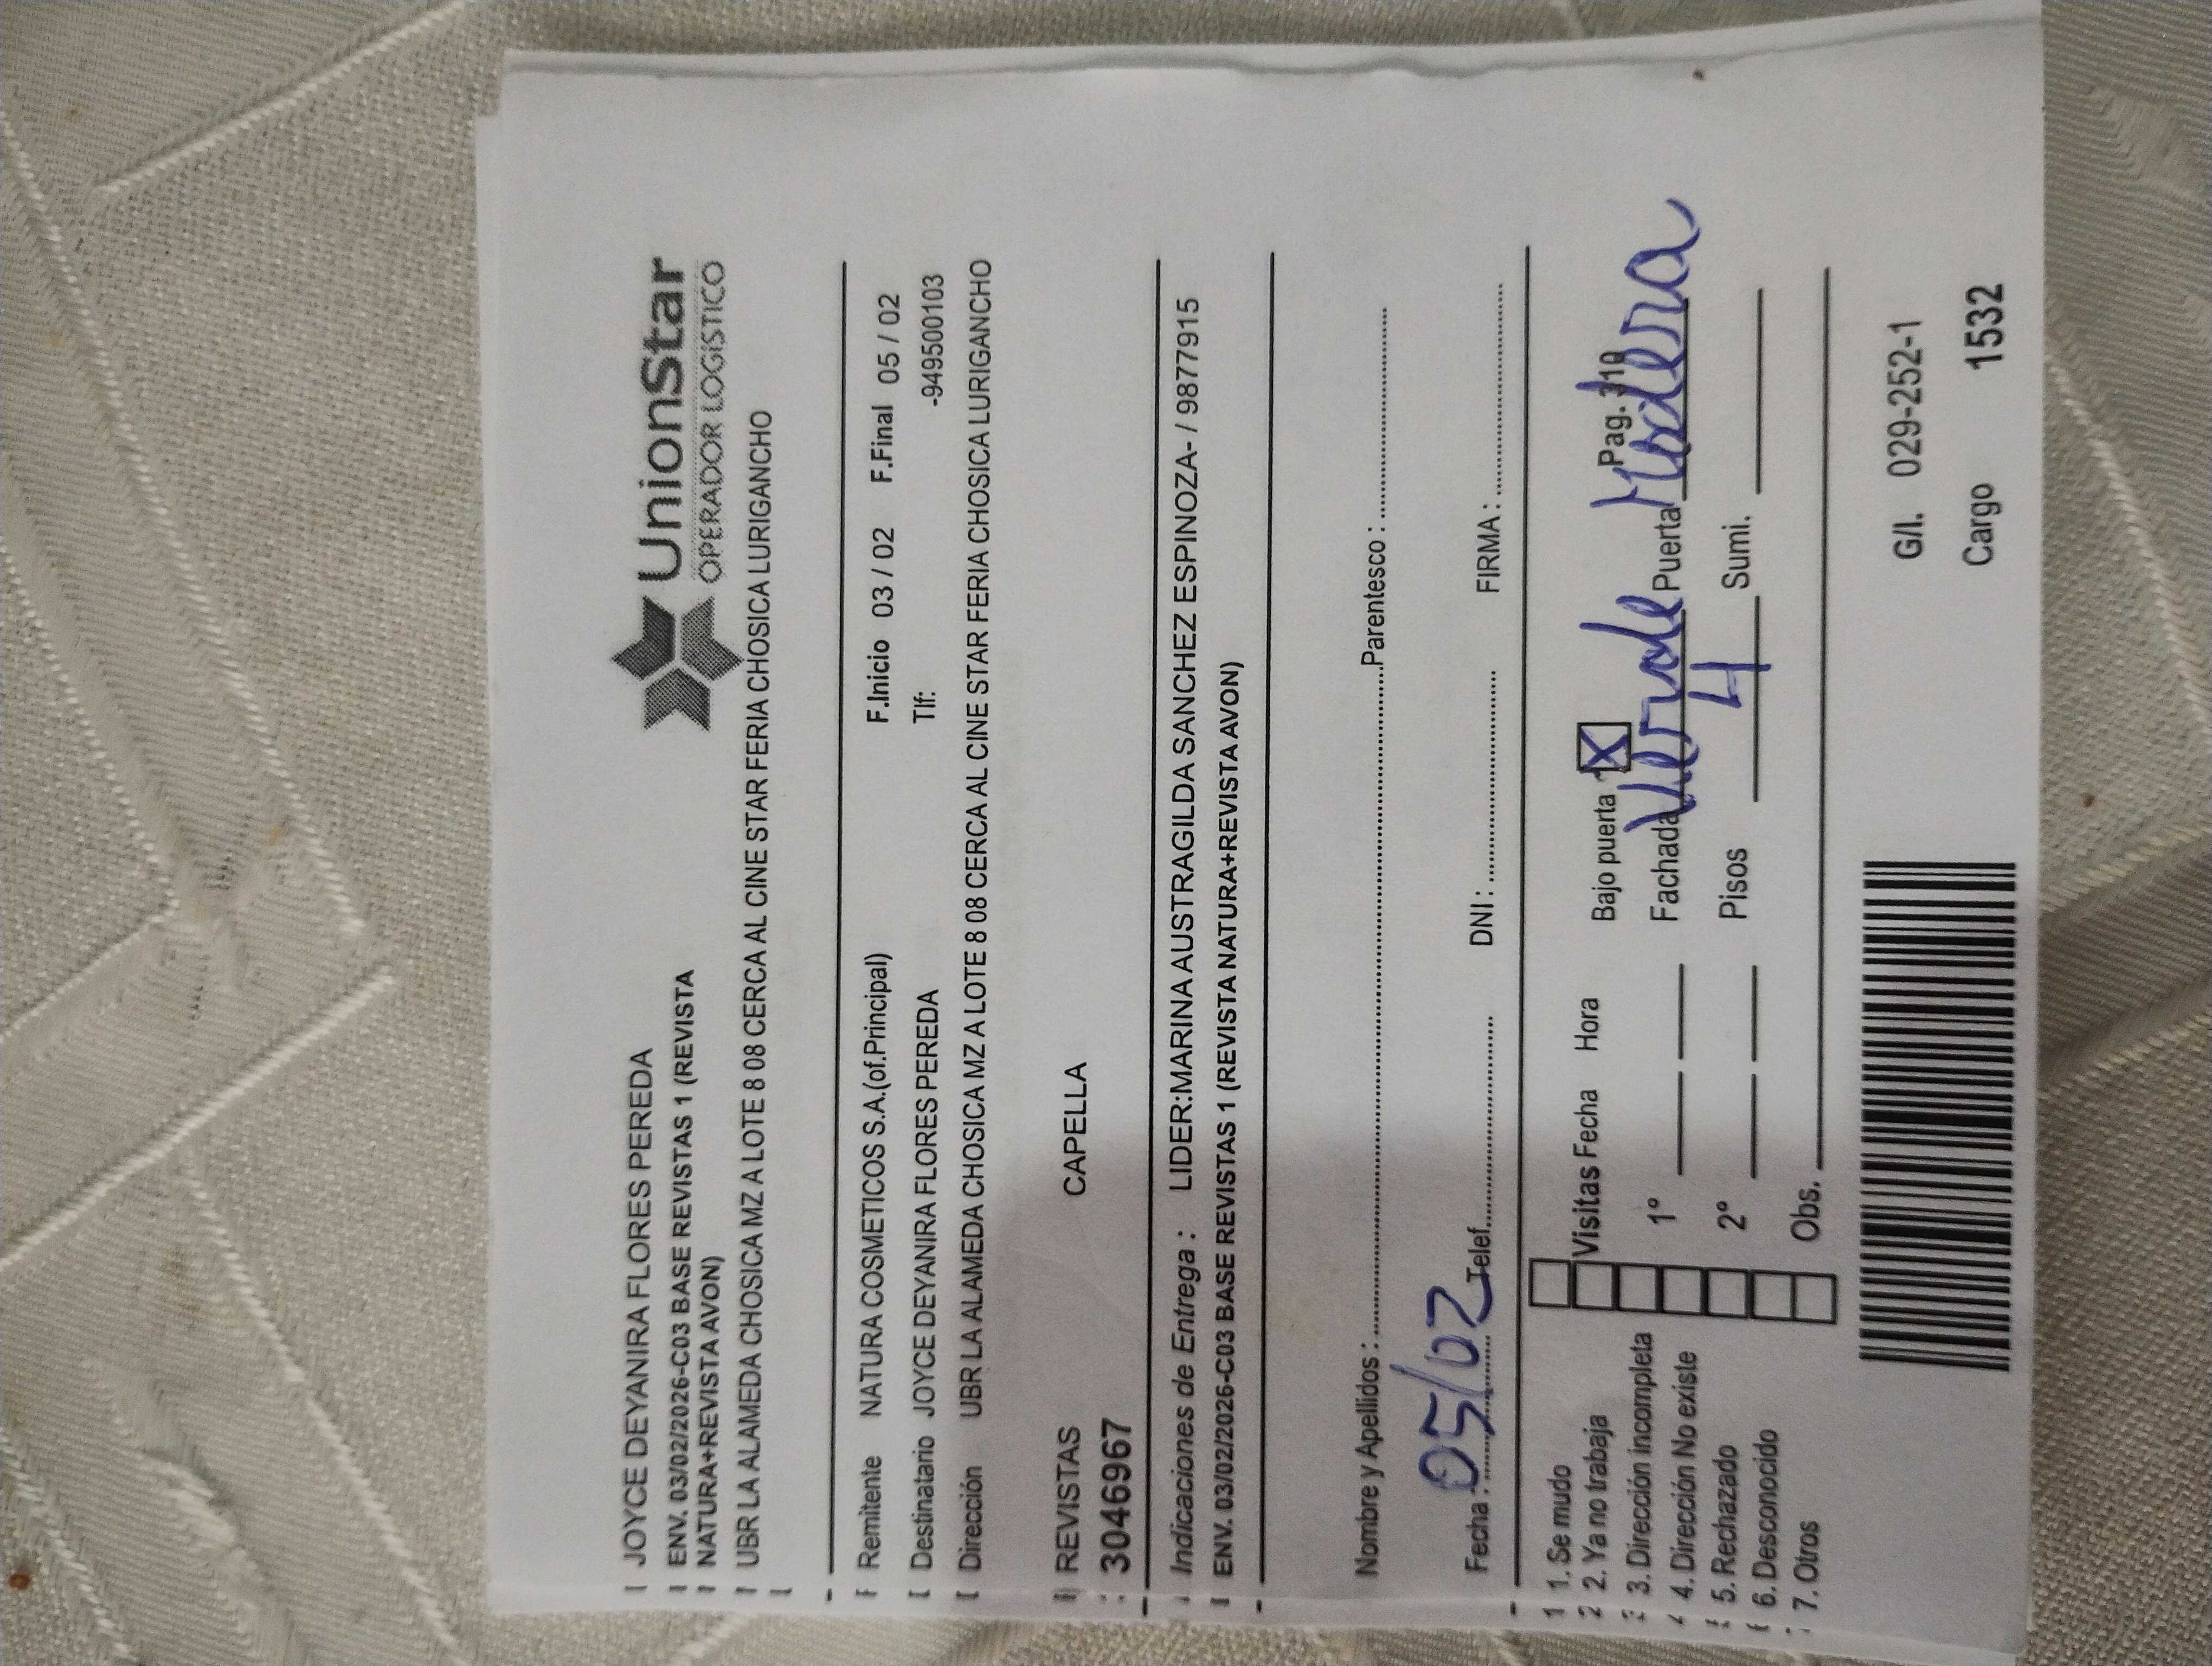 UnionStar
OPERADOR LOGíSTICO
JOYCE DEYANIRA FLORES PEREDA
ENV. 03/02/2026-C03 BASE REVISTAS 1 (REVISTA
NATURA+REVISTA AVON)
UBR LA ALAMEDA CHOSICA MZ A LOTE 8 08 CERCA AL CINE STAR FERIA CHOSICA LURIGANCHO
Remitente NATURA COSMETICOS S.A.(of.Principal) F.Inicio 03 / 02 F.Final 05 / 02
Destinatario JOYCE DEYANIRA FLORES PEREDA Tlf: -949500103
Dirección UBR LA ALAMEDA CHOSICA MZ A LOTE 8 08 CERCA AL CINE STAR FERIA CHOSICA LURIGANCHO
REVISTAS CAPELLA
3046967
Indicaciones de Entrega : LIDER:MARINA AUSTRAGILDA SANCHEZ ESPINOZA- / 98777915
ENV. 03/02/2026-C03 BASE REVISTAS 1 (REVISTA NATURA+REVISTA AVON)
Nombre y Apellidos : Parentesco :
Fecha : 05/02 Telef. DNI : FIRMA :
1. Se mudo
2. Ya no trabaja Visitas Fecha Hora Bajo puerta X Pag.
3. Dirección incompleta 1º Fachada Verde Puerta Madera
4. Dirección No existe
5. Rechazado 2º Pisos 4 Sumi.
6. Desconocido
7. Otros Obs.
G/I. 029-252-1
Cargo 1532